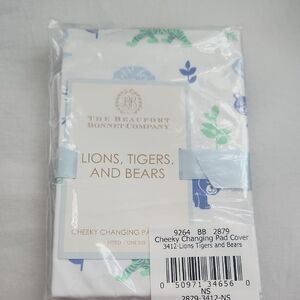 THE BEAUFORT
BONNET COMPANY
LIONS, TIGERS,
AND BEARS
CHEEKY CHANGING PA
9264 BB 2879
Cheeky Changing Pad Cover
3412-Lions Tigers and Bears
0 50971 34656 0
NS
2879-3412-NS